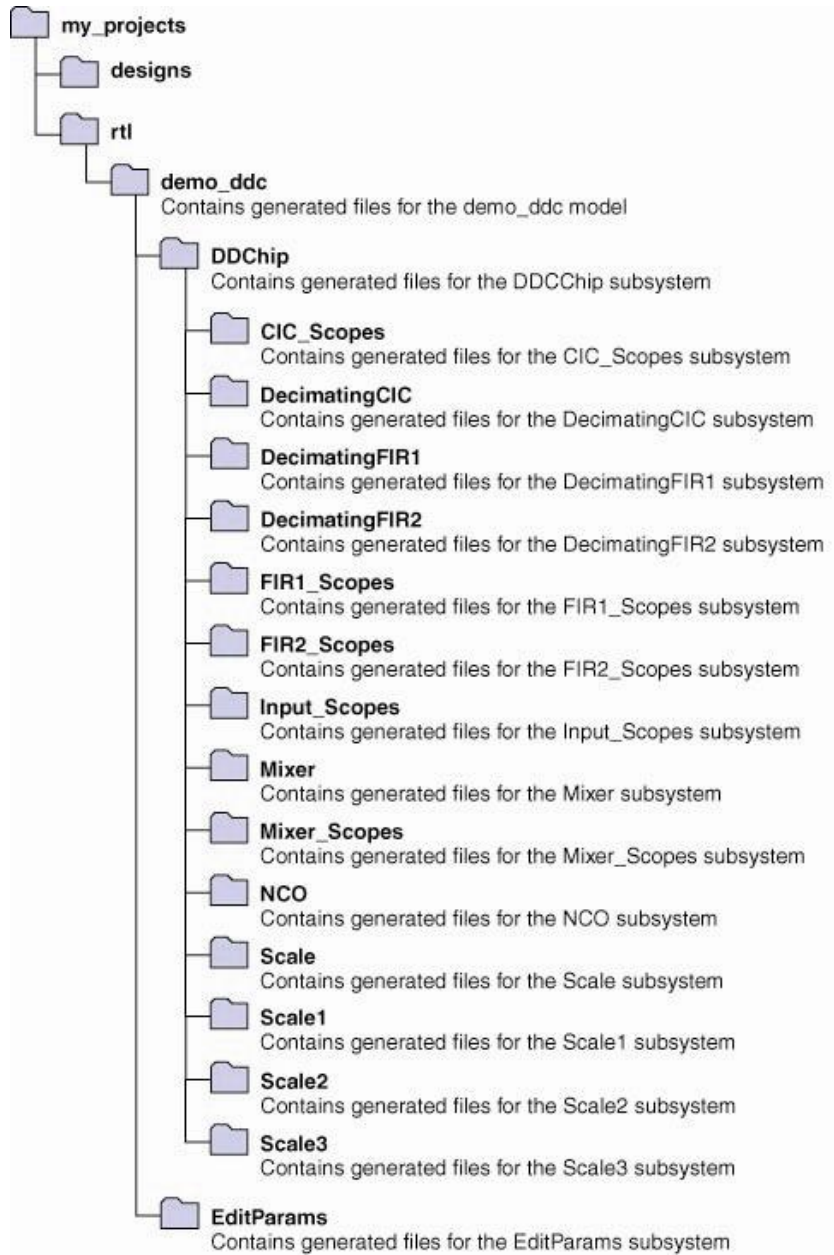 my_projects
designs
rtl
demo_ddc
Contains generated files for the demo_ddc model
DDChip
Contains generated files for the DDCChip subsystem
CIC_Scopes
Contains generated files for the CIC_Scopes subsystem
DecimatingCIC
Contains generated files for the DecimatingCIC subsystem
DecimatingFIR1
Contains generated files for the DecimatingFIR1 subsystem
DecimatingFIR2
Contains generated files for the DecimatingFIR2 subsystem
FIR1_Scopes
Contains generated files for the FIR1_Scopes subsystem
FIR2_Scopes
Contains generated files for the FIR2_Scopes subsystem
Input_Scopes
Contains generated files for the Input_Scopes subsystem
Mixer
Contains generated files for the Mixer subsystem
Mixer_Scopes
Contains generated files for the Mixer_Scopes subsystem
NCO
Contains generated files for the NCO subsystem
Scale
Contains generated files for the Scale subsystem
Scale1
Contains generated files for the Scale1 subsystem
Scale2
Contains generated files for the Scale2 subsystem
Scale3
Contains generated files for the Scale3 subsystem
EditParams
Contains generated files for the EditParams subsystem